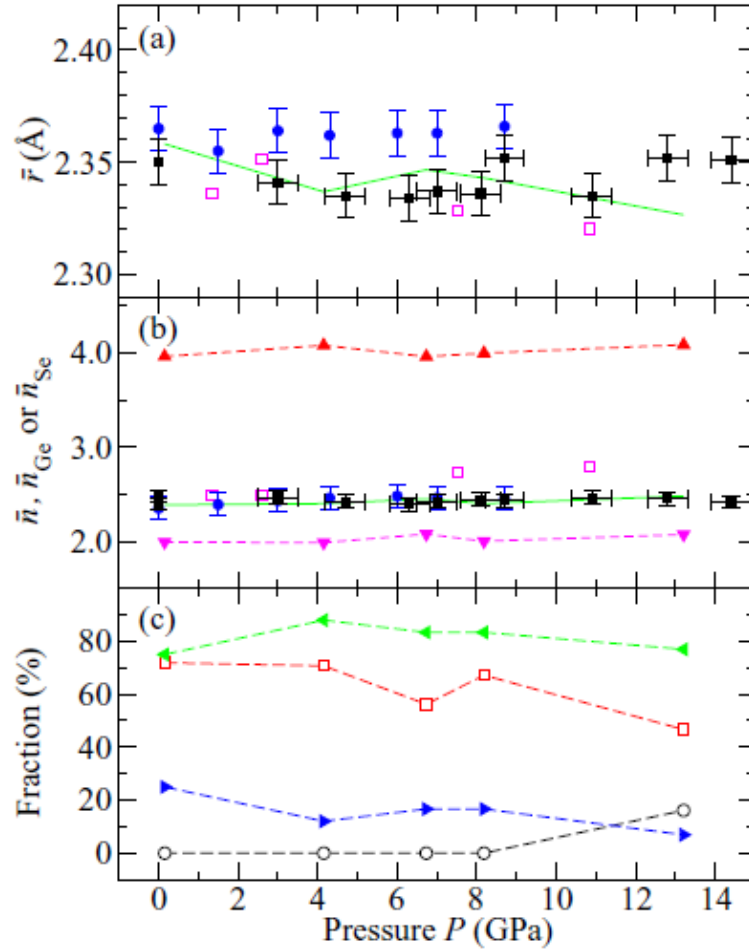 (a)
2.40
2.35
2.30
r̄ (Å)
(b)
4.0
3.0
2.0
n̄, n̄Ge or n̄Se
(c)
80
60
40
20
0
Fraction (%)
0 2 4 6 8 10 12 14
Pressure P (GPa)